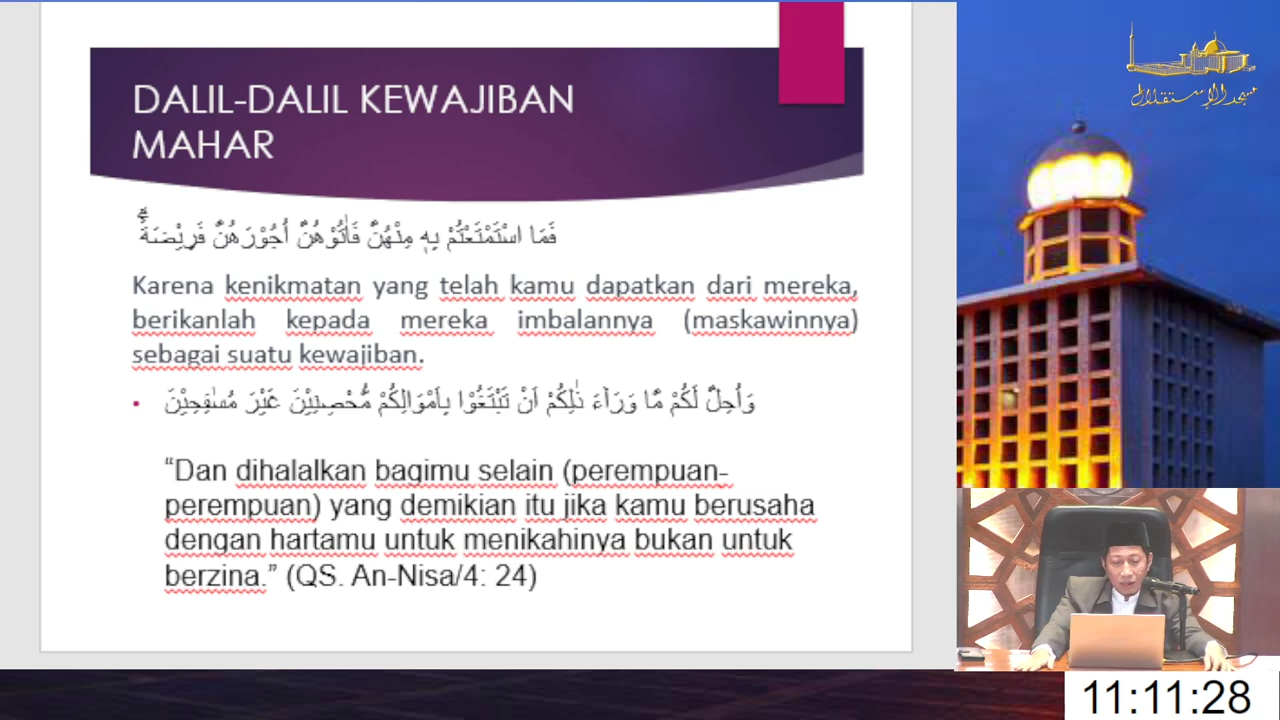 DALIL-DALIL KEWAJIBAN
MAHAR
فَمَا اسْتَمْتَعْتُمْ بِهٖ مِنْهُنَّ فَاٰتُوْهُنَّ اُجُوْرَهُنَّ فَرِيْضَةً ۗ
Karena kenikmatan yang telah kamu dapatkan dari mereka,
berikanlah kepada mereka imbalannya (maskawinnya)
sebagai suatu kewajiban.
وَاُحِلَّ لَكُمْ مَّا وَرَاۤءَ ذٰلِكُمْ اَنْ تَبْتَغُوْا بِاَمْوَالِكُمْ مُّحْصِنِيْنَ غَيْرَ مُسٰفِحِيْنَ
“Dan dihalalkan bagimu selain (perempuan-
perempuan) yang demikian itu jika kamu berusaha
dengan hartamu untuk menikahinya bukan untuk
berzina.” (QS. An-Nisa/4: 24)
مسجد الإستقلال
11:11:28